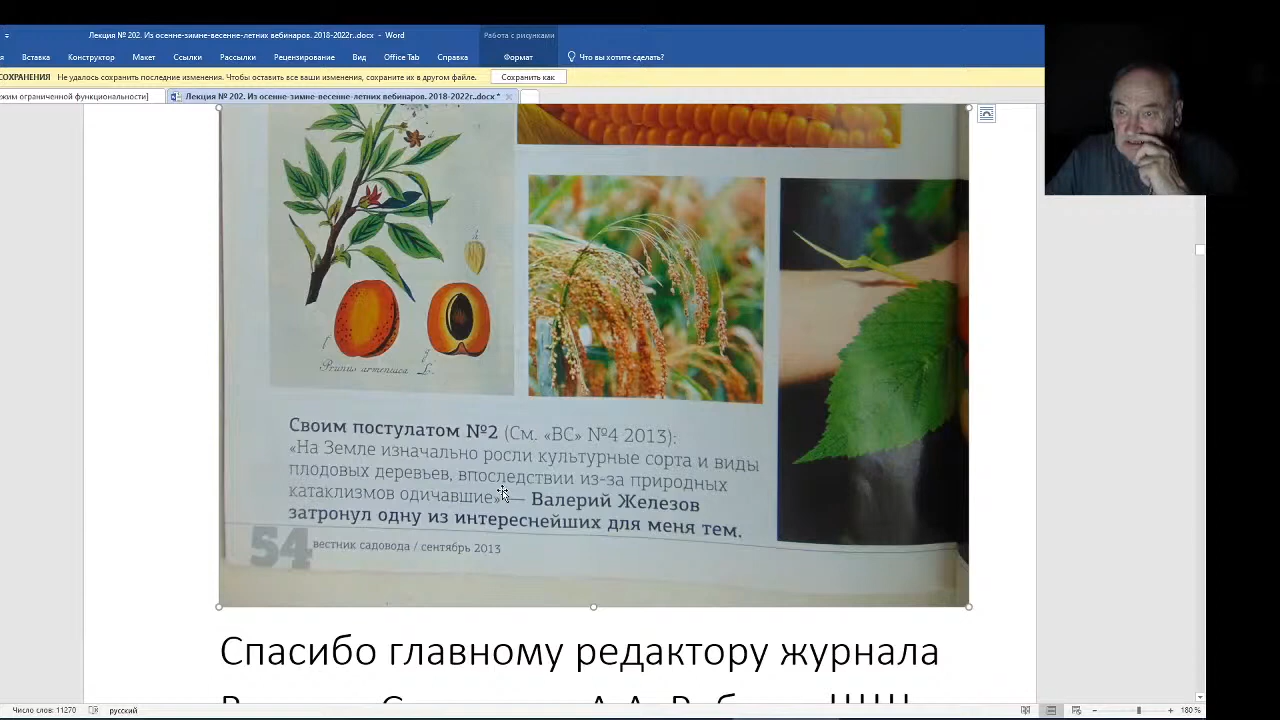 Лекция № 202. Из осенне-зимне-весенне-летних вебинаров. 2018-2022г..docx - Word
Работа с рисунками
Вставка Конструктор Макет Ссылки Рассылки Рецензирование Вид Office Tab Справка Формат Что вы хотите сделать?
СОХРАНЕНИЯ Не удалось сохранить последние изменения. Чтобы оставить все ваши изменения, сохраните их в другом файле. Сохранить как
ким ограниченной функциональности]
Лекция № 202. Из осенне-зимне-весенне-летних вебинаров. 2018-2022г..docx *
Prunus armeniaca L.
Своим постулатом №2 (См. «ВС» №4 2013):
«На Земле изначально росли культурные сорта и виды
плодовых деревьев, впоследствии из-за природных
катаклизмов одичавшие» — Валерий Железов
затронул одну из интереснейших для меня тем.
54 вестник садовода / сентябрь 2013
Спасибо главному редактору журнала
Число слов: 11270 русский 180 %